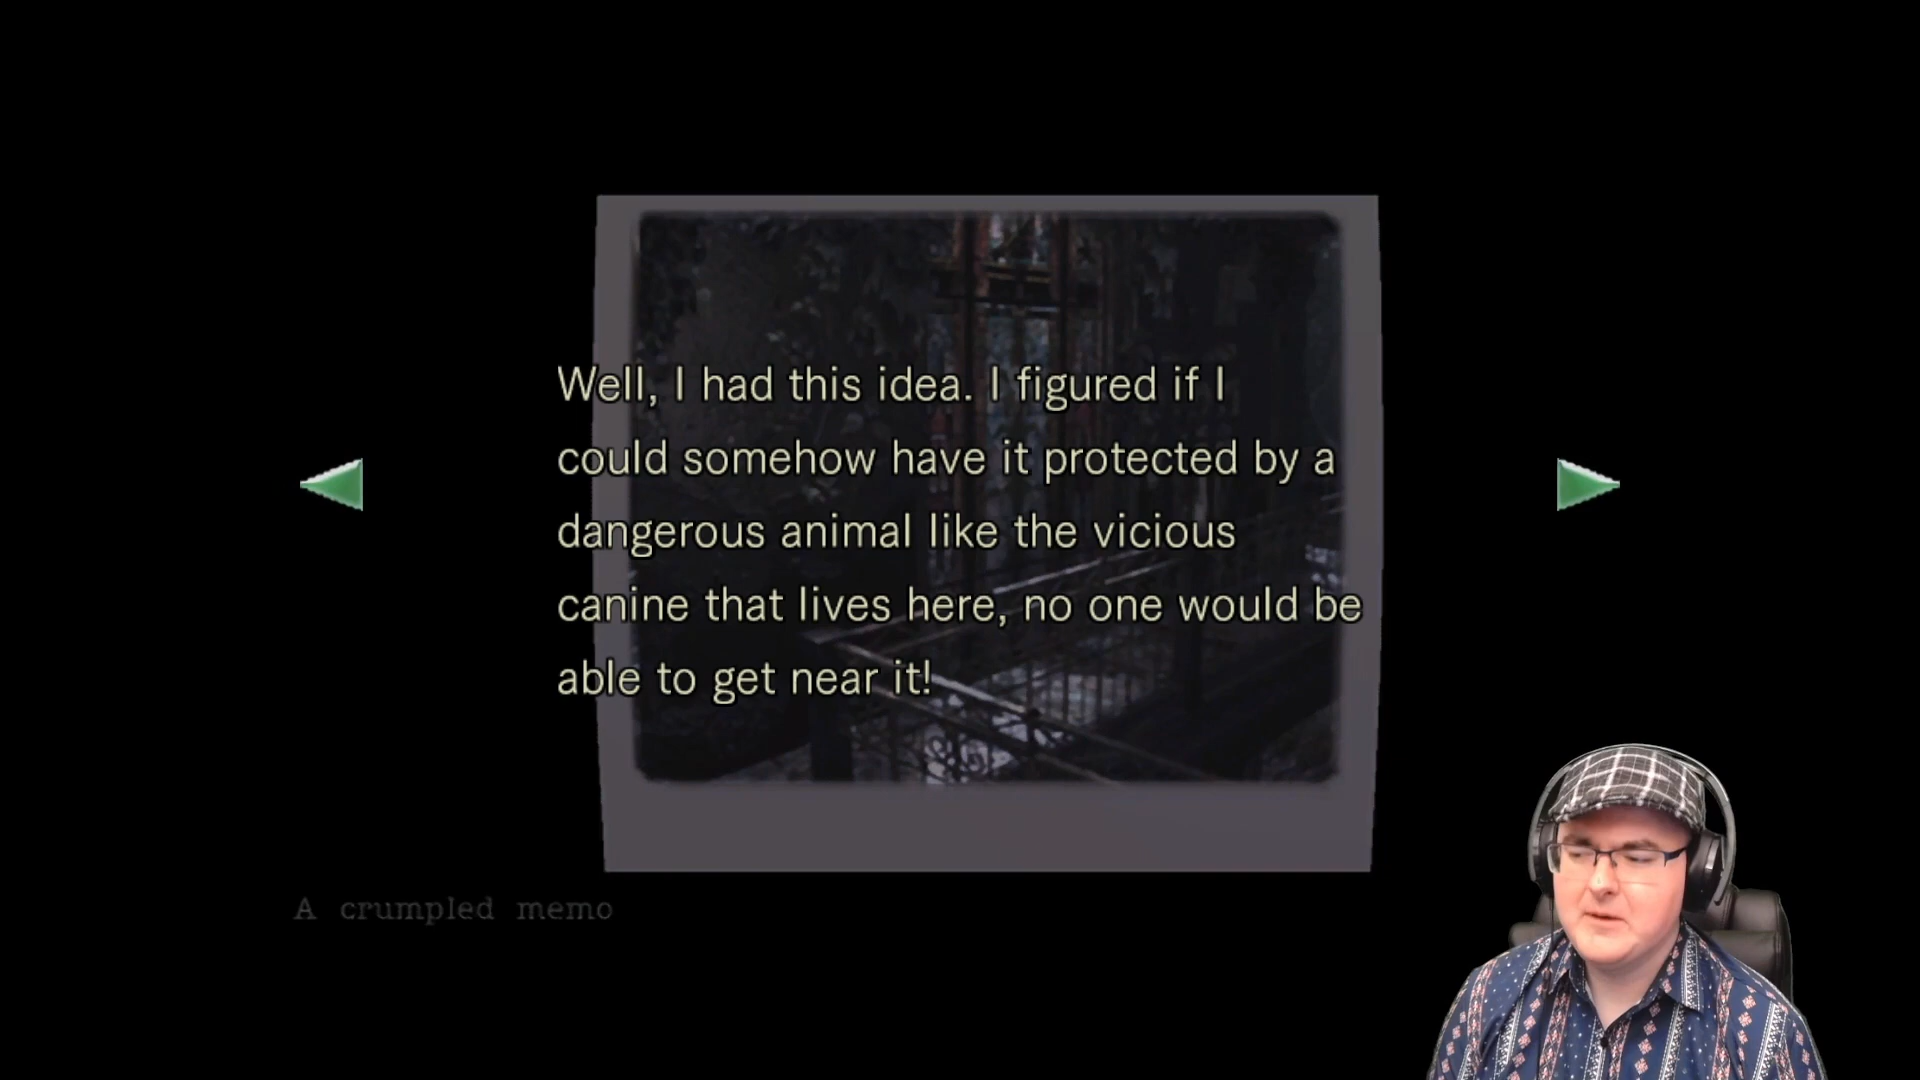 Well, I had this idea. I figured if I
could somehow have it protected by a
dangerous animal like the vicious
canine that lives here, no one would be
able to get near it!
A crumpled memo